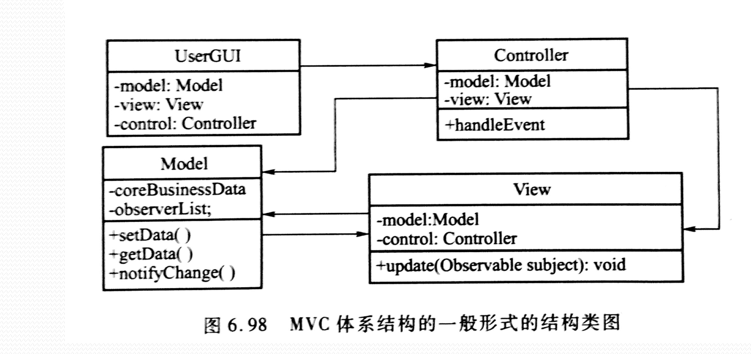 UserGUI
-model: Model
-view: View
-control: Controller
Controller
-model: Model
-view: View
+handleEvent
Model
-coreBusinessData
-observerList;
+setData( )
+getData( )
+notifyChange( )
View
-model:Model
-control: Controller
+update(Observable subject): void
图 6.98 MVC 体系结构的一般形式的结构类图